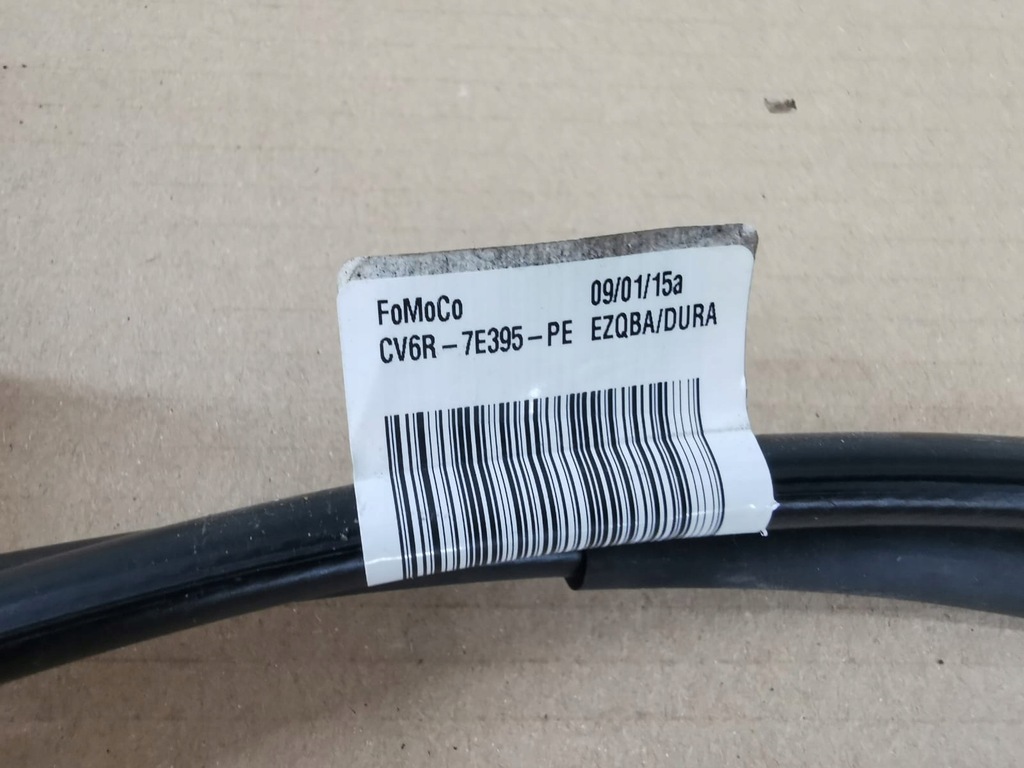 FoMoCo 09/01/15a
CV6R-7E395-PE EZQBA/DURA